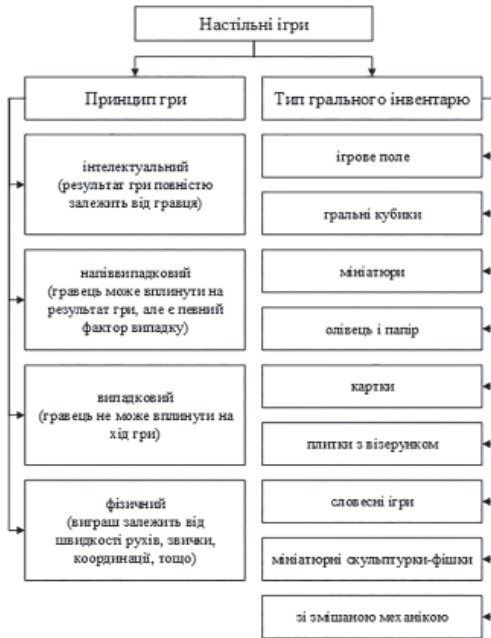 Настільні ігри
Принцип гри
Тип грального інвентарю
інтелектуальний
(результат гри повністю
залежить від гравця)
напіввипадковий
(гравець може вплинути на
результат гри, але є певний
фактор випадку)
випадковий
(гравець не може вплинути на
хід гри)
фізичний
(виграш залежить від
швидкості рухів, звички,
координації, тощо)
ігрове поле
гральні кубики
мініатюри
олівець і папір
картки
плитки з візерунком
словесні ігри
мініатюрні скульптурки-фішки
зі змішаною механікою